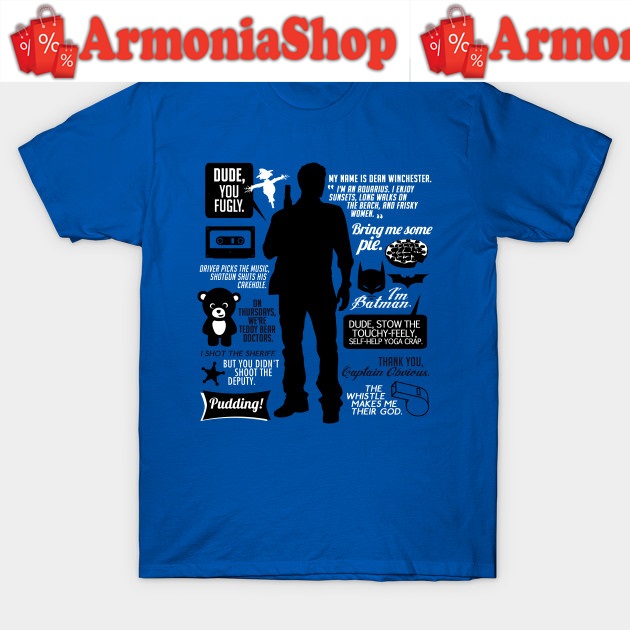 % % % ArmoniaShop
% % % Armon
DUDE,
YOU
FUGLY.
MY NAME IS DEAN WINCHESTER.
"I'M AN AQUARIUS. I ENJOY
SUNSETS, LONG WALKS ON
THE BEACH, AND FRISKY
WOMEN.„
Bring me some
pie.
DRIVER PICKS THE MUSIC,
SHOTGUN SHUTS HIS
CAKEHOLE.
I'm
Batman.
ON
THURSDAYS,
WE'RE
TEDDY BEAR
DOCTORS.
DUDE, STOW THE
TOUCHY-FEELY,
SELF-HELP YOGA CRAP.
I SHOT THE SHERIFF
BUT YOU DIDN'T
SHOOT THE
DEPUTY.
THANK YOU,
Captain Obvious.
THE
WHISTLE
MAKES ME
THEIR GOD.
Pudding!